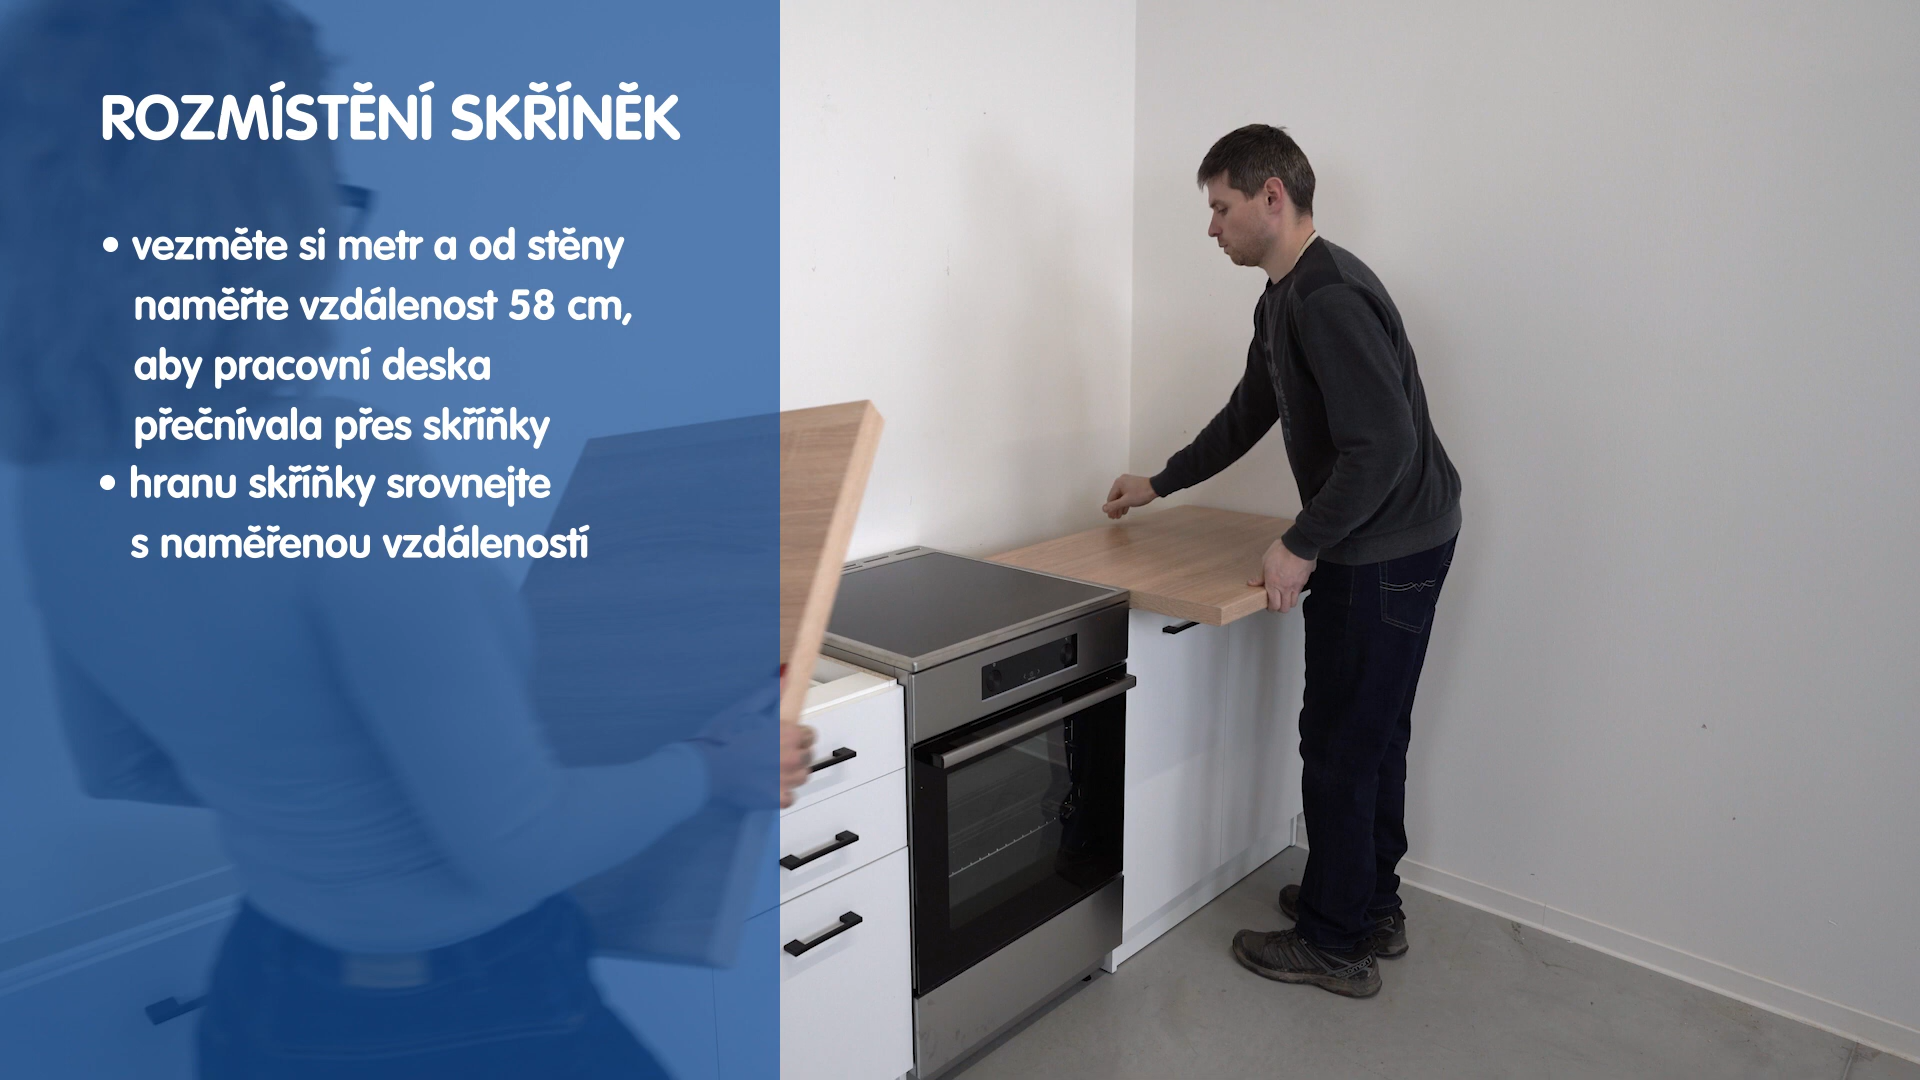 ROZMÍSTĚNÍ SKŘÍNĚK
• vezměte si metr a od stěny
naměřte vzdálenost 58 cm,
aby pracovní deska
přečnívala přes skříňky
• hranu skříňky srovnejte
s naměřenou vzdáleností